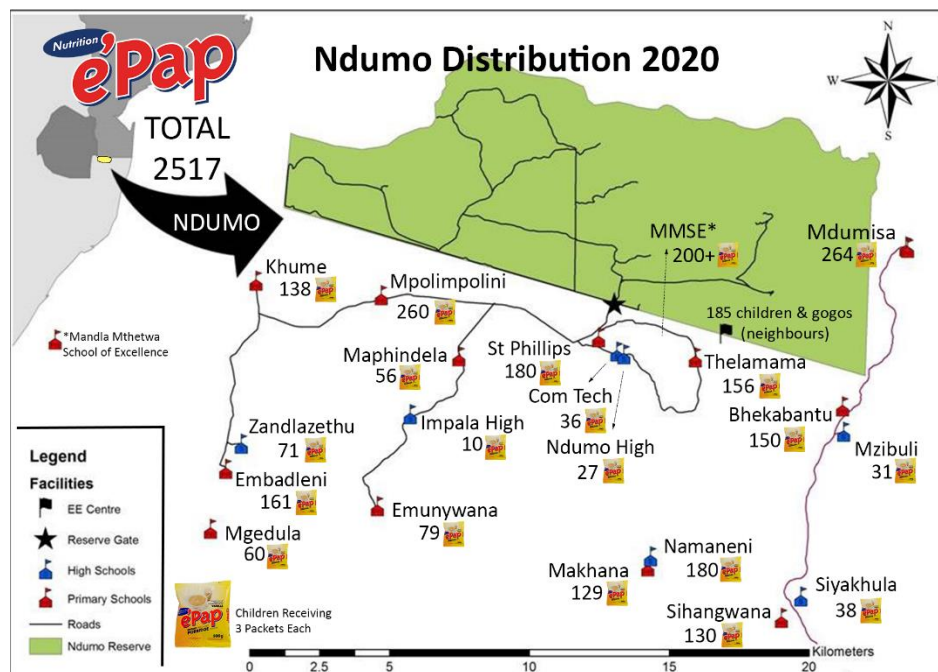 Nutrition
e'Pap
Ndumo Distribution 2020
N
W
S
TOTAL
2517
NDUMO
MMSE*
200+
Mdumisa
264
Khume
138
Mpolimpolini
260
185 children & gogos
(neighbours)
*Mandla Mthetwa
School of Excellence
Maphindela
56
St Phillips
180
Thelamama
156
Com Tech
36
Bhekabantu
150
Zandlazethu
71
Impala High
10
Ndumo High
27
Mzibuli
31
Embadleni
161
Emunywana
79
Mgedula
60
Namaneni
180
Makhana
129
Siyakhula
38
Sihangwana
130
Legend
Facilities
EE Centre
Reserve Gate
High Schools
Primary Schools
Roads
Ndumo Reserve
e'Pap
Children Receiving
3 Packets Each
Kilometers
0 1.25 2.5 5 10 15 20